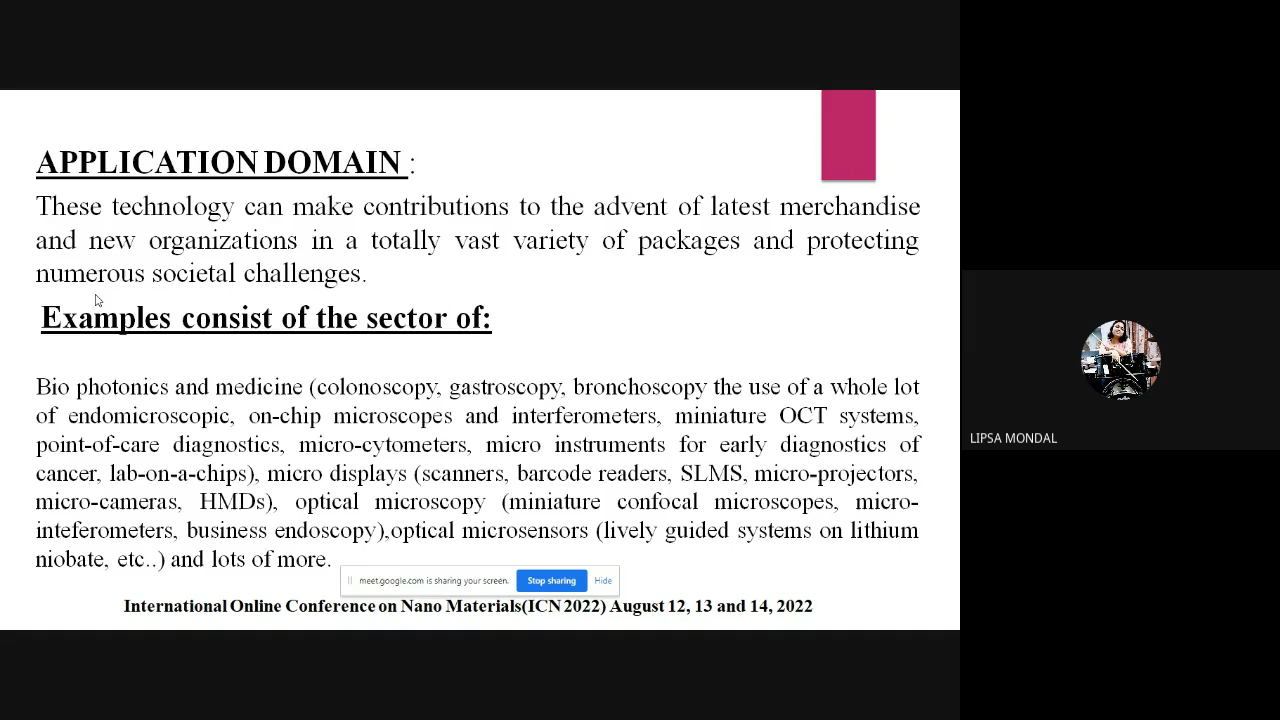 APPLICATION DOMAIN :
These technology can make contributions to the advent of latest merchandise
and new organizations in a totally vast variety of packages and protecting
numerous societal challenges.
Examples consist of the sector of:
Bio photonics and medicine (colonoscopy, gastroscopy, bronchoscopy the use of a whole lot
of endomicroscopic, on-chip microscopes and interferometers, miniature OCT systems,
point-of-care diagnostics, micro-cytometers, micro instruments for early diagnostics of
cancer, lab-on-a-chips), micro displays (scanners, barcode readers, SLMS, micro-projectors,
micro-cameras, HMDs), optical microscopy (miniature confocal microscopes, micro-
inteferometers, business endoscopy),optical microsensors (lively guided systems on lithium
niobate, etc..) and lots of more.
meet.google.com is sharing your screen. Stop sharing Hide
International Online Conference on Nano Materials(ICN 2022) August 12, 13 and 14, 2022
LIPSA MONDAL